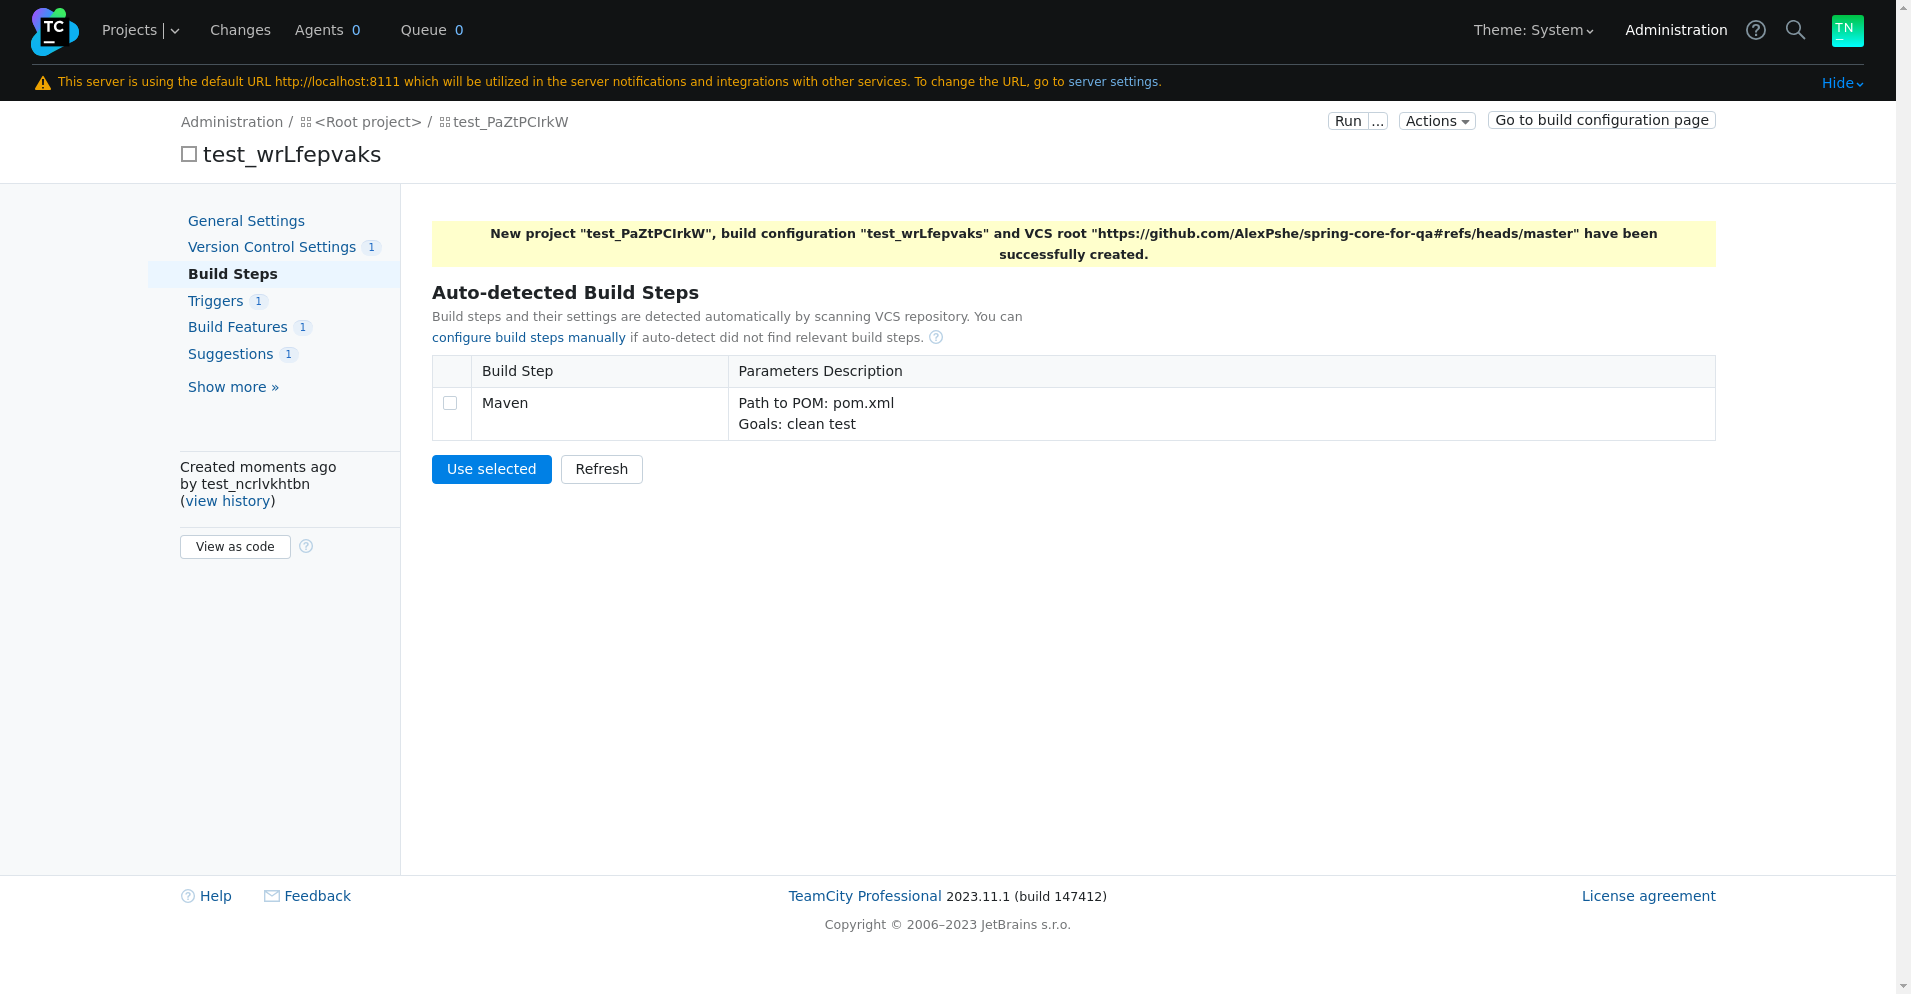 TC
Projects
Changes
Agents 0
Queue 0
Theme: System
Administration
TN
This server is using the default URL http://localhost:8111 which will be utilized in the server notifications and integrations with other services. To change the URL, go to server settings.
Hide
Administration / <Root project> / test_PaZtPCIrkW
Run ...
Actions
Go to build configuration page
test_wrLfepvaks
General Settings
Version Control Settings 1
Build Steps
Triggers 1
Build Features 1
Suggestions 1
Show more »
Created moments ago
by test_ncrlvkhtbn
(view history)
View as code
New project "test_PaZtPCIrkW", build configuration "test_wrLfepvaks" and VCS root "https://github.com/AlexPshe/spring-core-for-qa#refs/heads/master" have been
successfully created.
Auto-detected Build Steps
Build steps and their settings are detected automatically by scanning VCS repository. You can
configure build steps manually if auto-detect did not find relevant build steps.
Build Step
Parameters Description
Maven
Path to POM: pom.xml
Goals: clean test
Use selected
Refresh
Help
Feedback
TeamCity Professional 2023.11.1 (build 147412)
License agreement
Copyright © 2006–2023 JetBrains s.r.o.